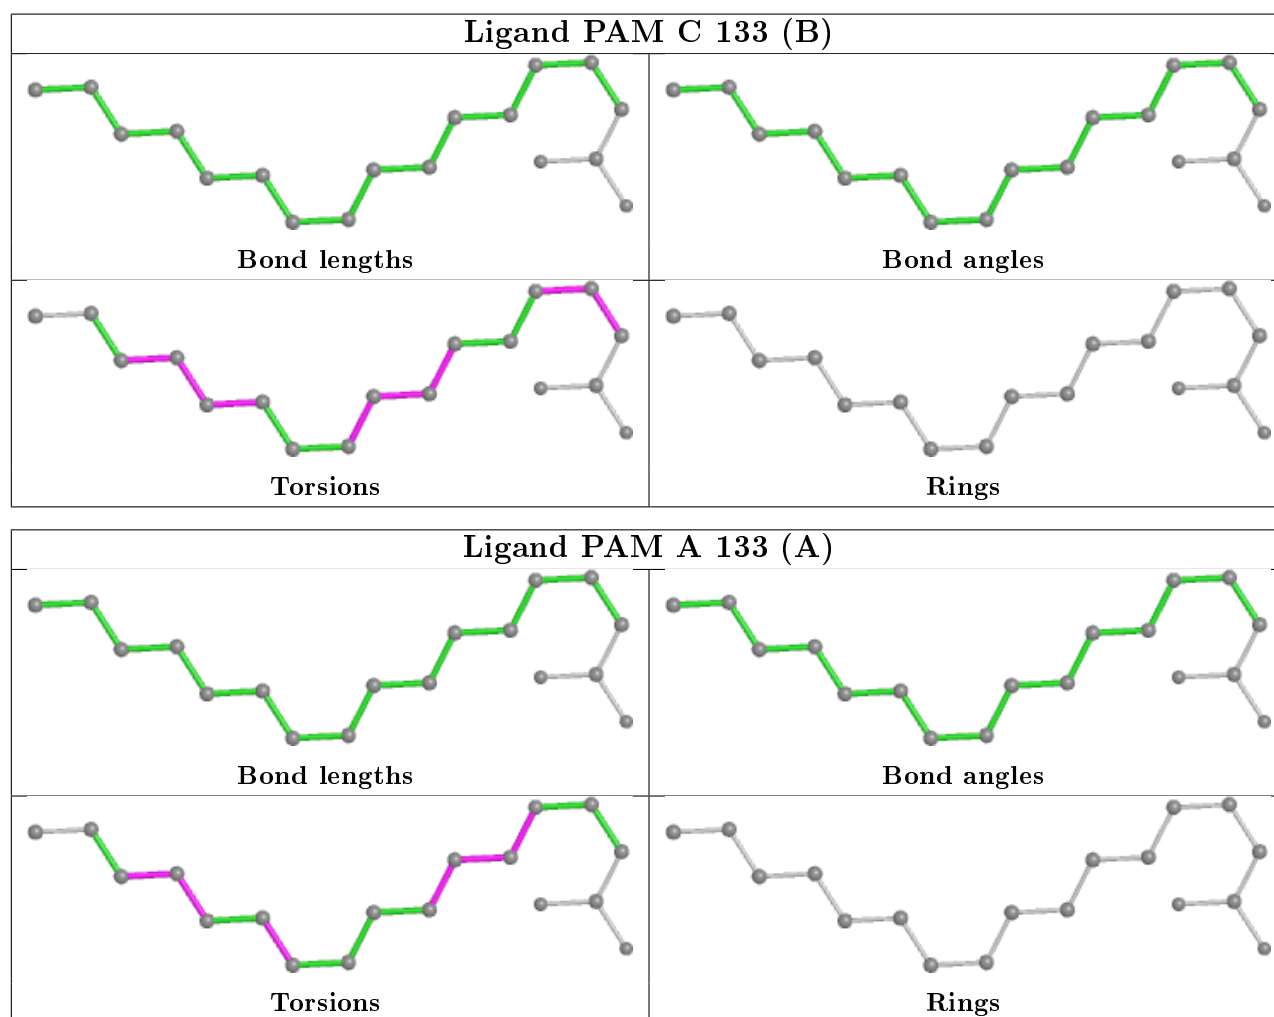 Ligand PAM C 133 (B)
Bond lengths
Bond angles
Torsions
Rings
Ligand PAM A 133 (A)
Bond lengths
Bond angles
Torsions
Rings